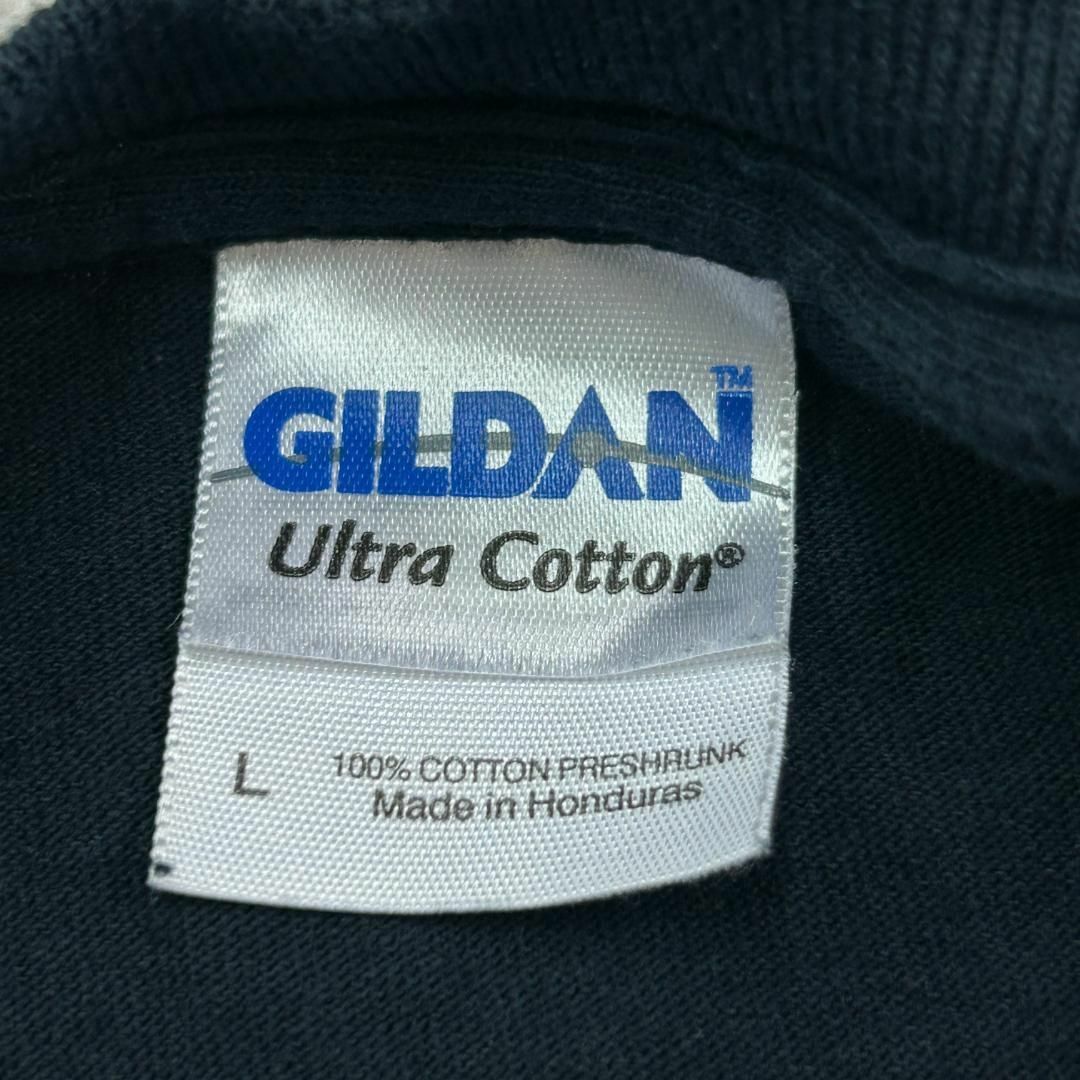 GILDAN™
Ultra Cotton®
L 100% COTTON PRESHRUNK
Made in Honduras